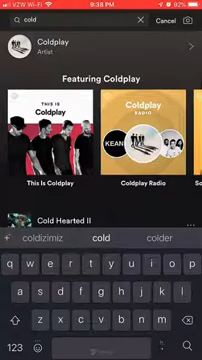 VZW Wi-Fi 9:38 PM 92%
cold Cancel
Coldplay
Artist
Featuring Coldplay
THIS IS
Coldplay
Coldplay
RADIO
KEAN
This Is Coldplay
Coldplay Radio
Cold Hearted II
coldizimiz cold colder
q w e r t y u i o p
a s d f g h j k l
z x c v b n m
123